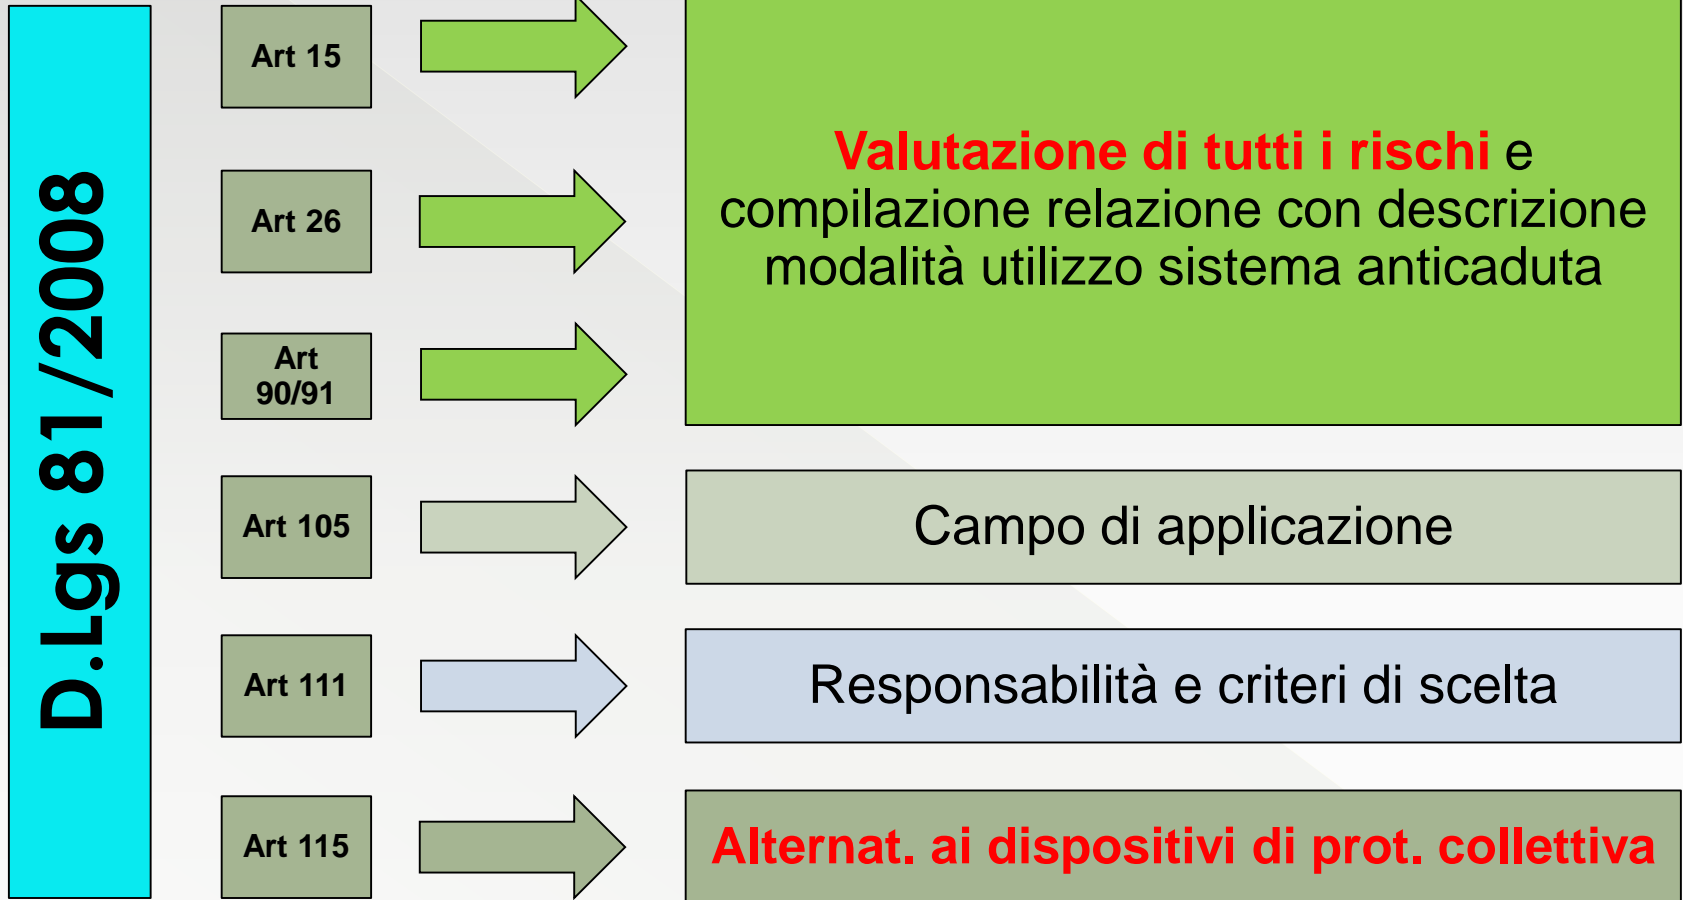 D.Lgs 81/2008
Art 15
Art 26
Art
90/91
Valutazione di tutti i rischi e
compilazione relazione con descrizione
modalità utilizzo sistema anticaduta
Art 105
Campo di applicazione
Art 111
Responsabilità e criteri di scelta
Art 115
Alternat. ai dispositivi di prot. collettiva